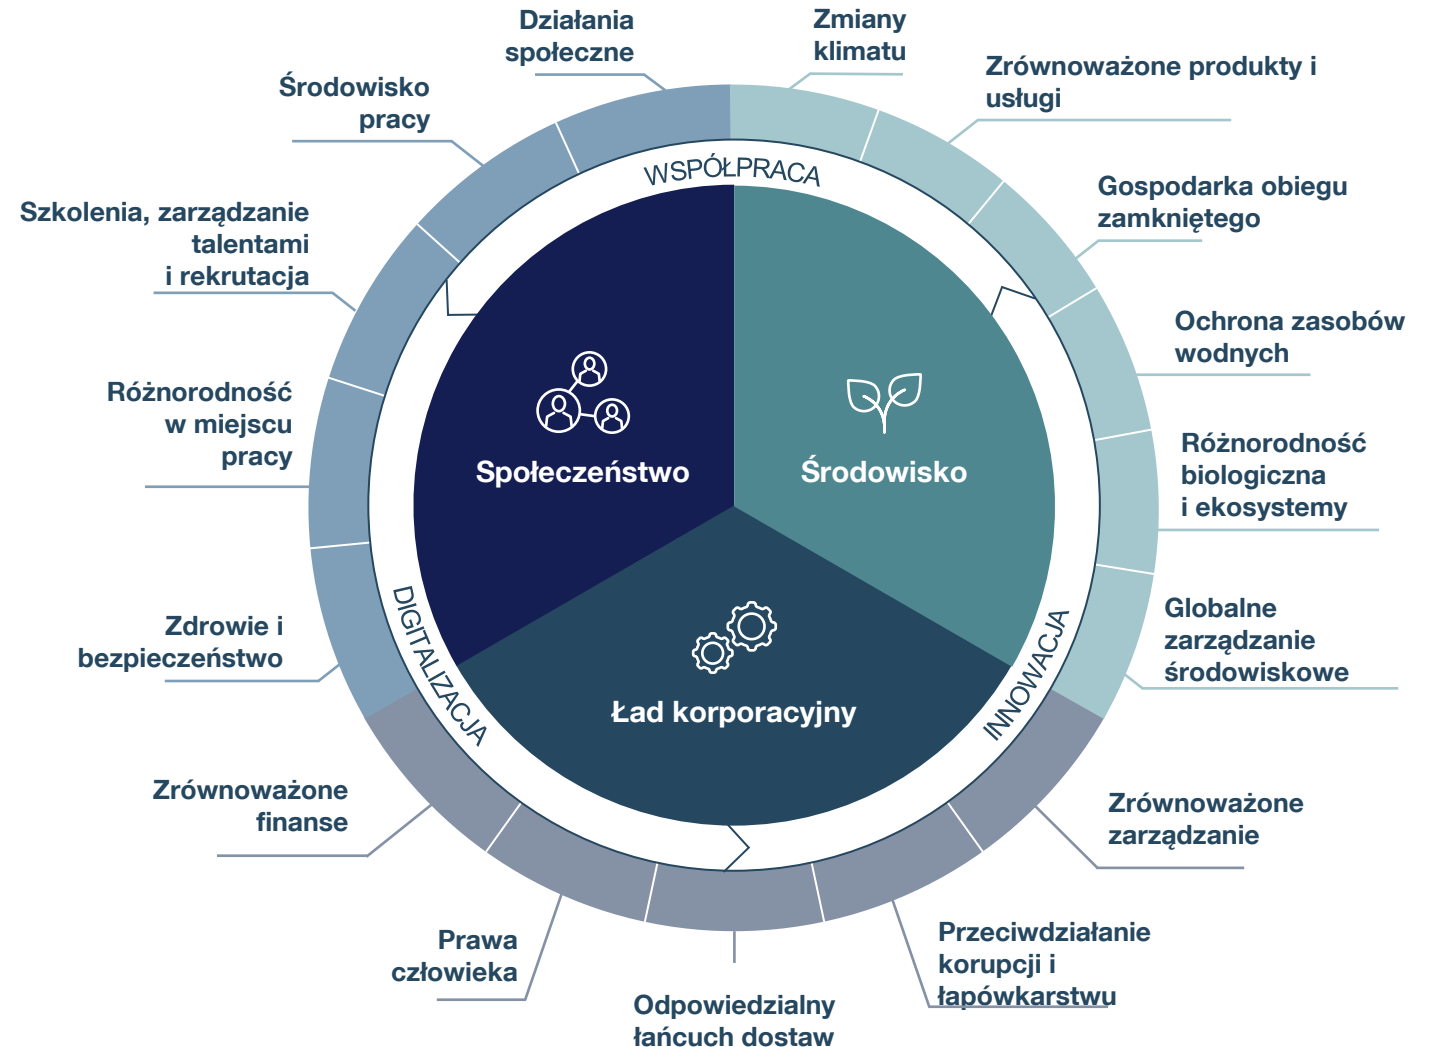 Działania
społeczne
Zmiany
klimatu
Zrównoważone produkty i
usługi
Środowisko
pracy
Gospodarka obiegu
zamkniętego
Szkolenia, zarządzanie
talentami
i rekrutacja
Ochrona zasobów
wodnych
Różnorodność
w miejscu
pracy
Różnorodność
biologiczna
i ekosystemy
Zdrowie i
bezpieczeństwo
Globalne
zarządzanie
środowiskowe
Zrównoważone
finanse
Zrównoważone
zarządzanie
Prawa
człowieka
Przeciwdziałanie
korupcji i
łapówkarstwu
Odpowiedzialny
łańcuch dostaw
WSPÓŁPRACA
DIGITALIZACJA
INNOWACJA
Społeczeństwo
Środowisko
Ład korporacyjny